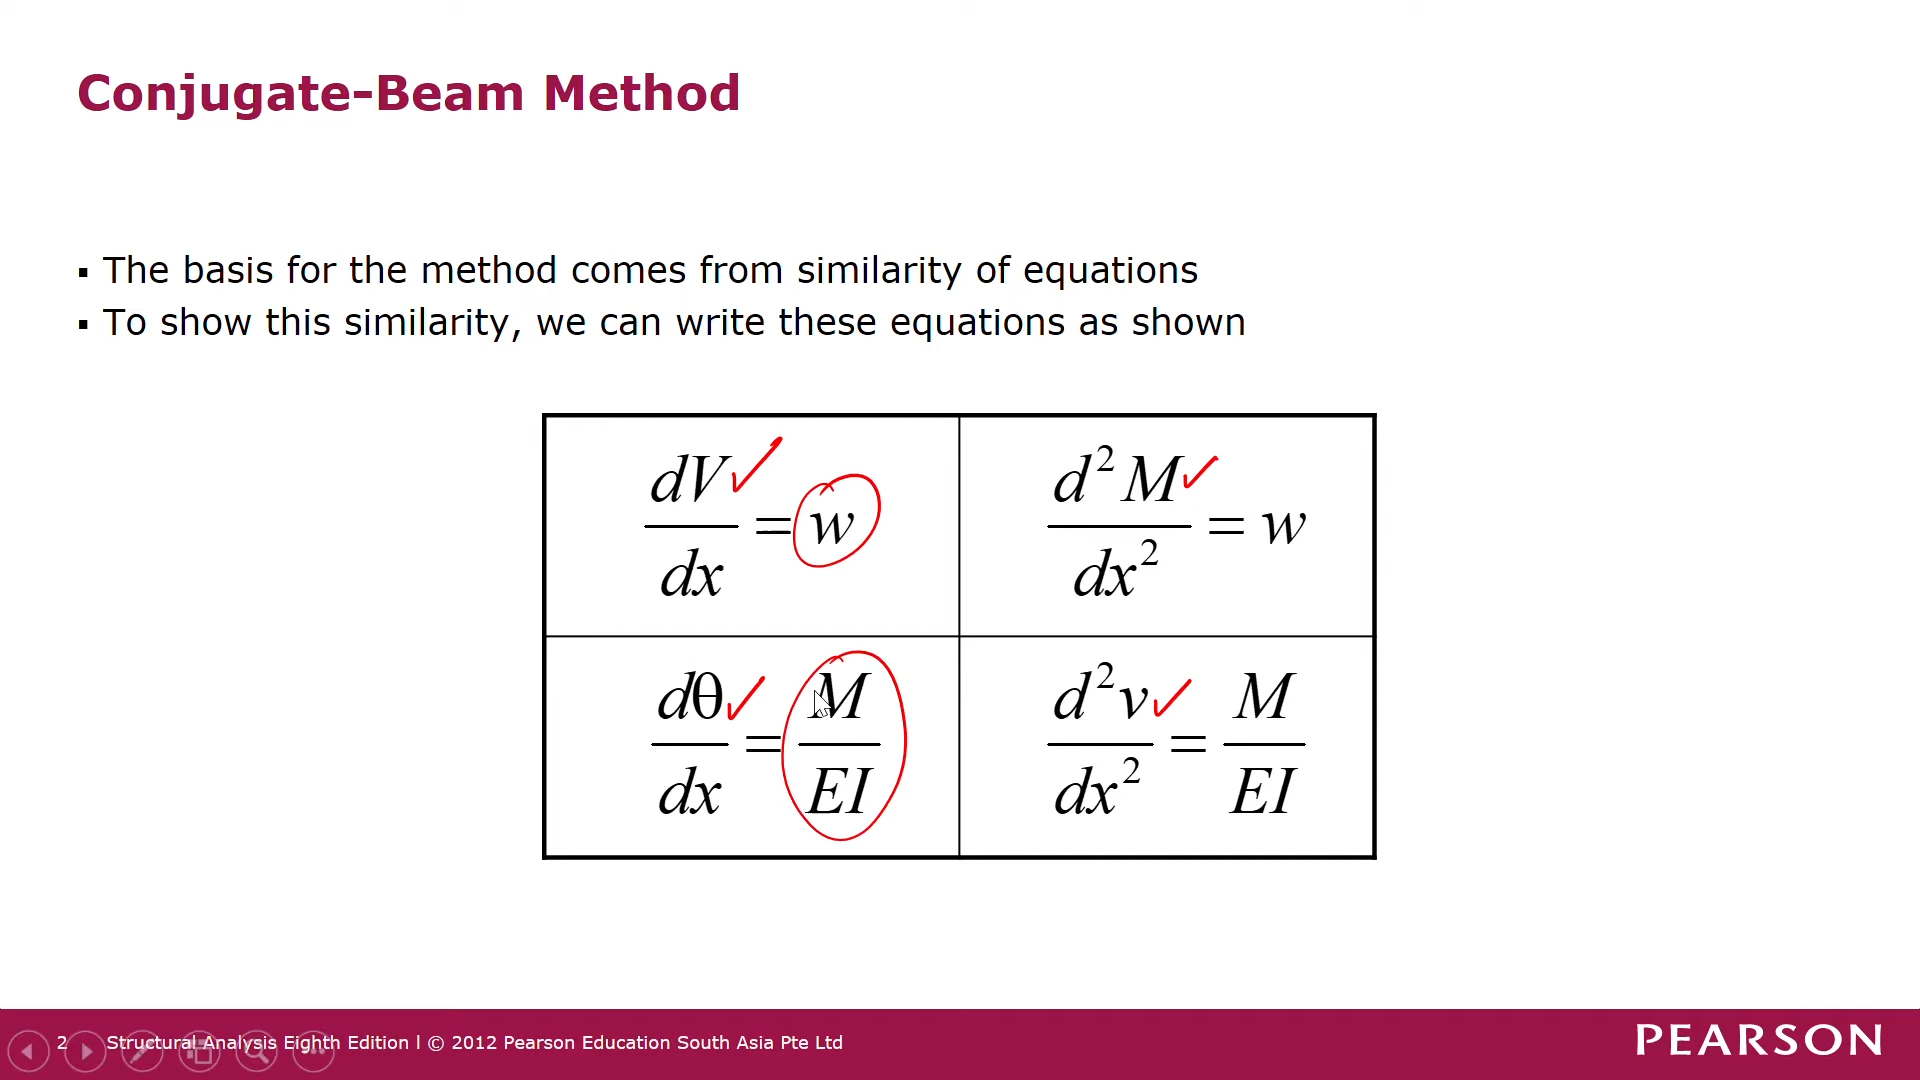 Conjugate-Beam Method
▪ The basis for the method comes from similarity of equations
▪ To show this similarity, we can write these equations as shown
dV/dx = w
d²M/dx² = w
dθ/dx = M/EI
d²v/dx² = M/EI
2 Structural Analysis Eighth Edition l © 2012 Pearson Education South Asia Pte Ltd
PEARSON